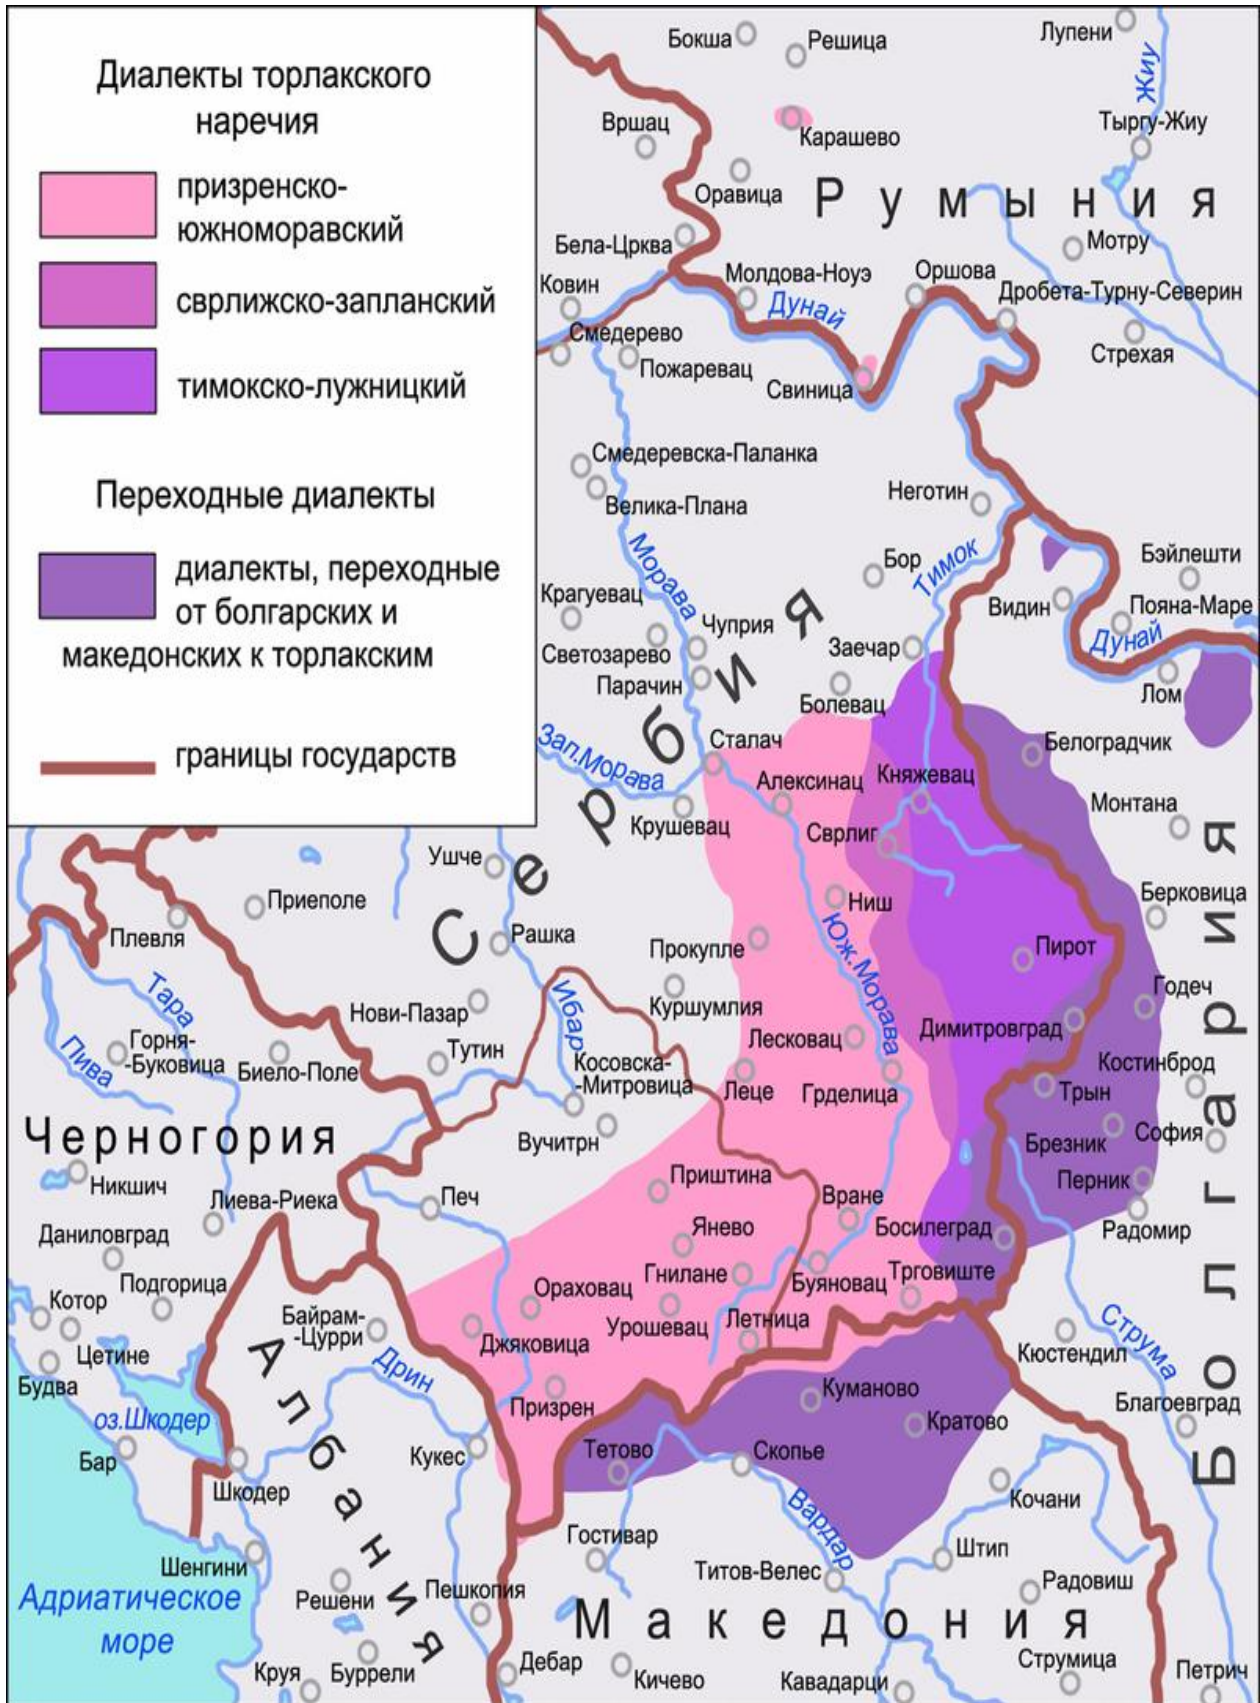 Диалекты торлакского
наречия
призренско-
южноморавский
сврлижско-запланский
тимокско-лужницкий
Переходные диалекты
диалекты, переходные
от болгарских и
македонских к торлакским
границы государств
Бокша
Решица
Лупени
Жиу
Вршац
Карашево
Тыргу-Жиу
Оравица
Румыния
Бела-Црква
Мотру
Ковин
Молдова-Ноуэ
Оршова
Дунай
Дробета-Турну-Северин
Смедерево
Пожаревац
Свиница
Стрехая
Смедеревска-Паланка
Велика-Плана
Неготин
Морава
Бор
Тимок
Бэйлешти
Крагуевац
Видин
Пояна-Маре
Чуприя
Светозарево
Заечар
Дунай
Парачин
Болевац
Лом
Сербия
Зап.Морава
Сталач
Белоградчик
Алексинац
Княжевац
Монтана
Крушевац
Сврлиг
Ушче
Приеполе
Берковица
Ниш
Плевля
Рашка
Прокупле
Юж.Морава
Пирот
Тара
Нови-Пазар
Ибар
Куршумлия
Годеч
Пива
Горня-
-Буковица
Биело-Поле
Тутин
Косовска-
-Митровица
Лесковац
Димитровград
Костинброд
Леце
Грделица
Трын
Черногория
Вучитрн
Брезник
София
Никшич
Приштина
Перник
Лиева-Риека
Печ
Вране
Радомир
Даниловград
Янево
Босилеград
Подгорица
Гнилане
Буяновац
Трговиште
Котор
Ораховац
Байрам-
-Цурри
Урошевац
Летница
Болгария
Цетине
Джяковица
Кюстендил
Струма
Будва
Албания
Дрин
Призрен
Куманово
Благоевград
оз.Шкодер
Кратово
Бар
Кукес
Тетово
Скопье
Шкодер
Кочани
Вардар
Гостивар
Штип
Шенгини
Титов-Велес
Радовиш
Адриатическое
море
Решени
Пешкопия
Македония
Круя
Буррели
Дебар
Кичево
Кавадарци
Струмица
Петрич